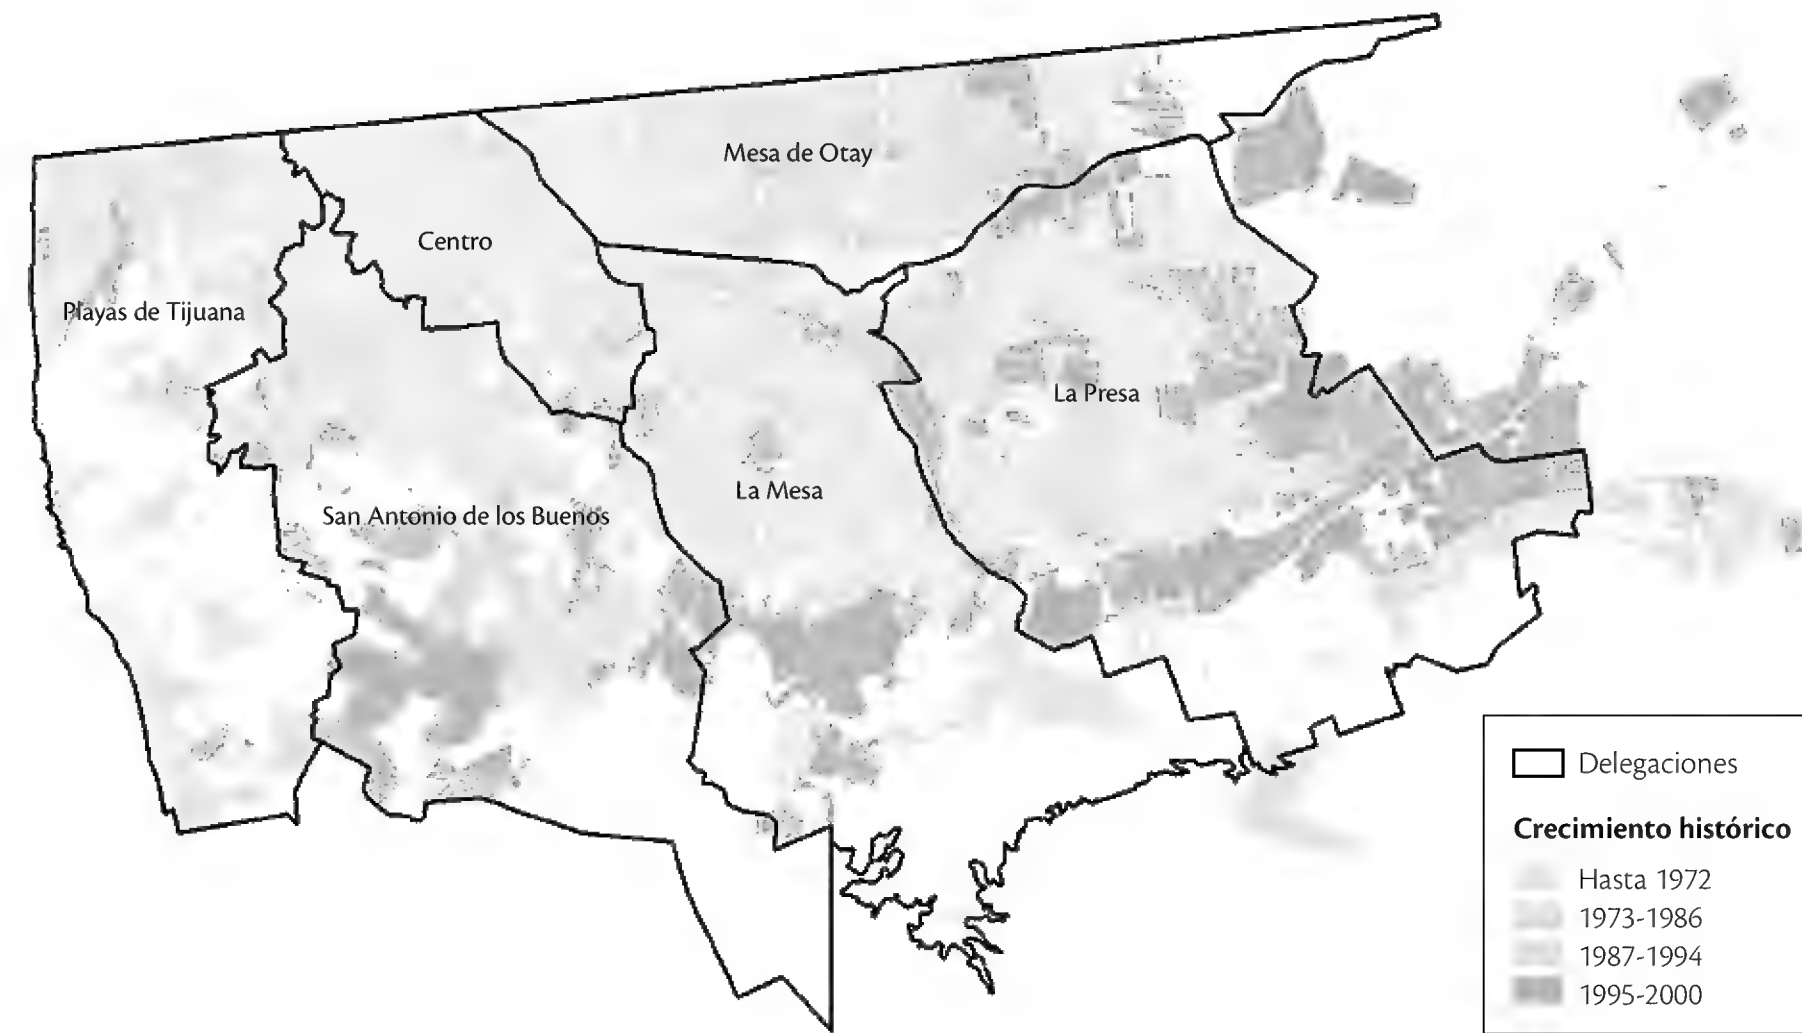 Mesa de Otay
Centro
Playas de Tijuana
La Presa
La Mesa
San Antonio de los Buenos
Delegaciones
Crecimiento histórico
Hasta 1972
1973-1986
1987-1994
1995-2000